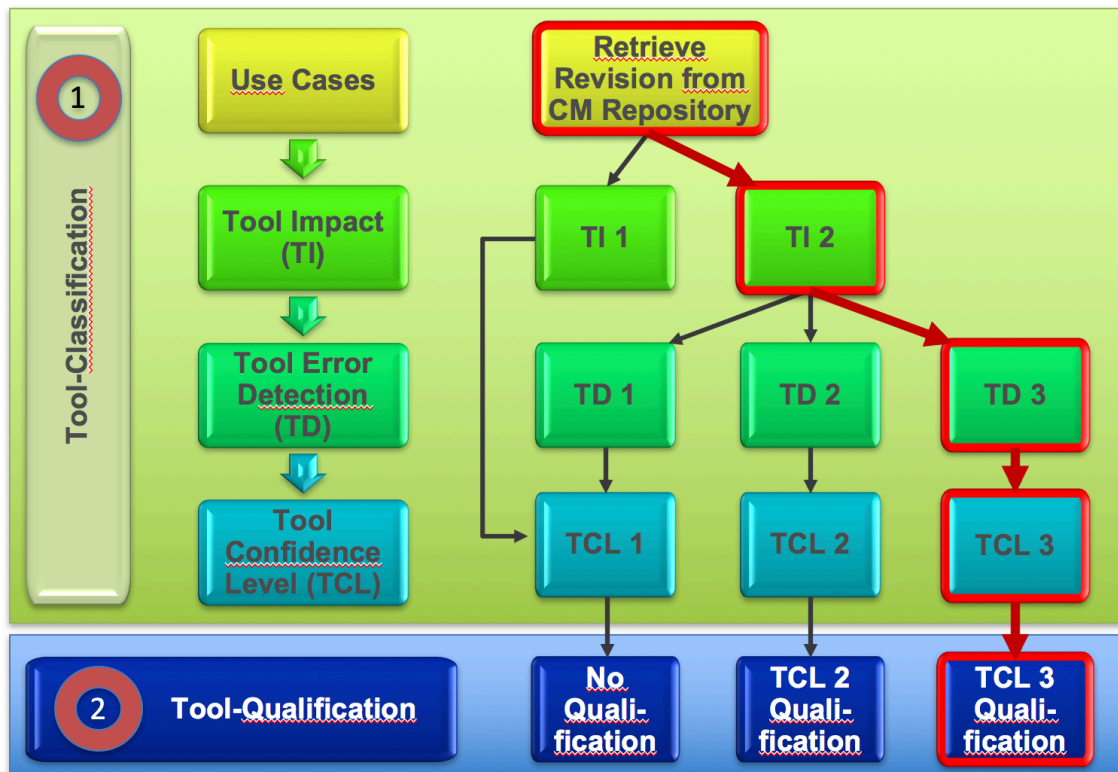 1
Tool-Classification
Use Cases
Retrieve
Revision from
CM Repository
Tool Impact
(TI)
TI 1
TI 2
Tool Error
Detection
(TD)
TD 1
TD 2
TD 3
Tool
Confidence
Level (TCL)
TCL 1
TCL 2
TCL 3
2
Tool-Qualification
No
Quali-
fication
TCL 2
Quali-
fication
TCL 3
Quali-
fication